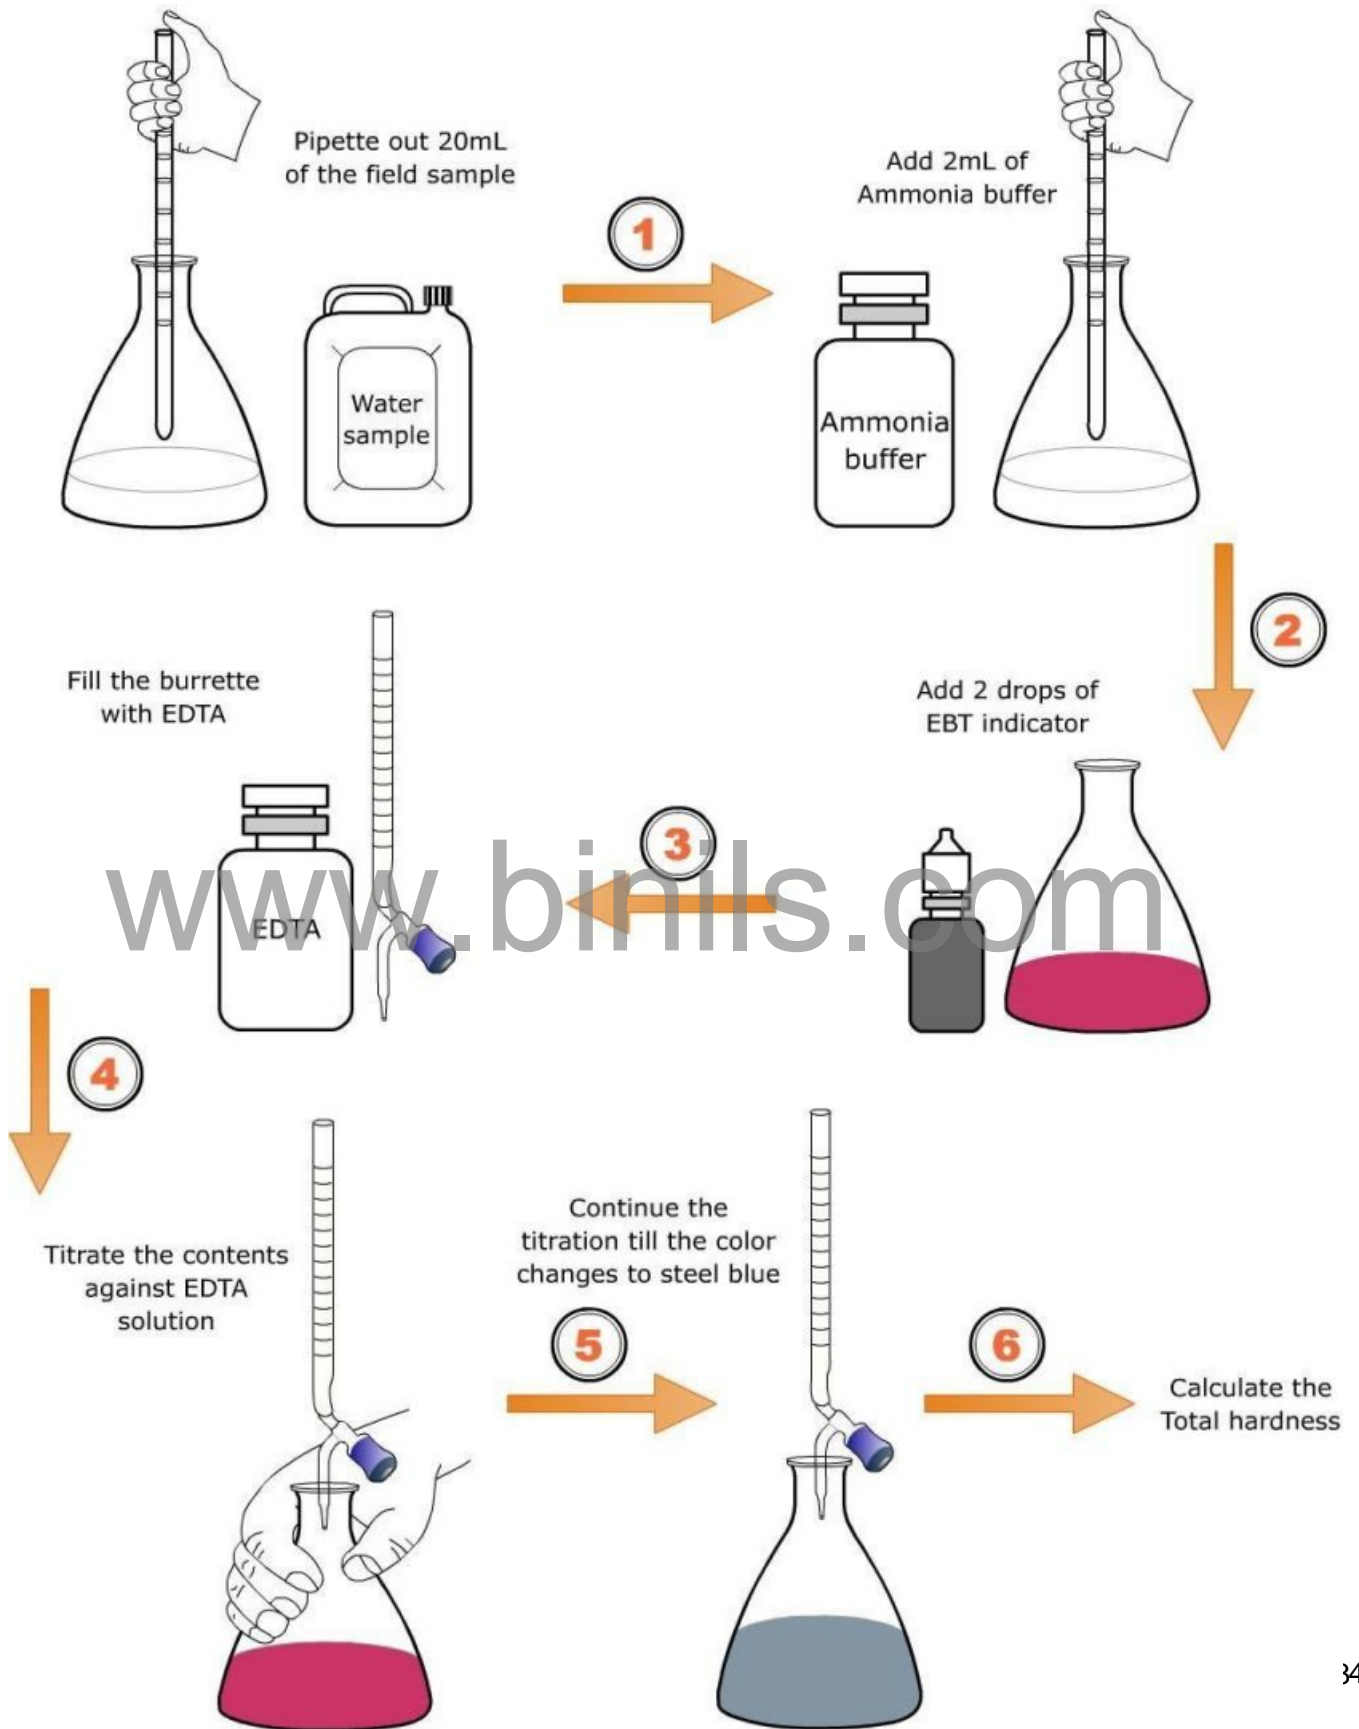 Pipette out 20mL
of the field sample
Water
sample
1
Add 2mL of
Ammonia buffer
Ammonia
buffer
2
Add 2 drops of
EBT indicator
3
Fill the burrette
with EDTA
EDTA
www.binils.com
4
Titrate the contents
against EDTA
solution
Continue the
titration till the color
changes to steel blue
5
6
Calculate the
Total hardness